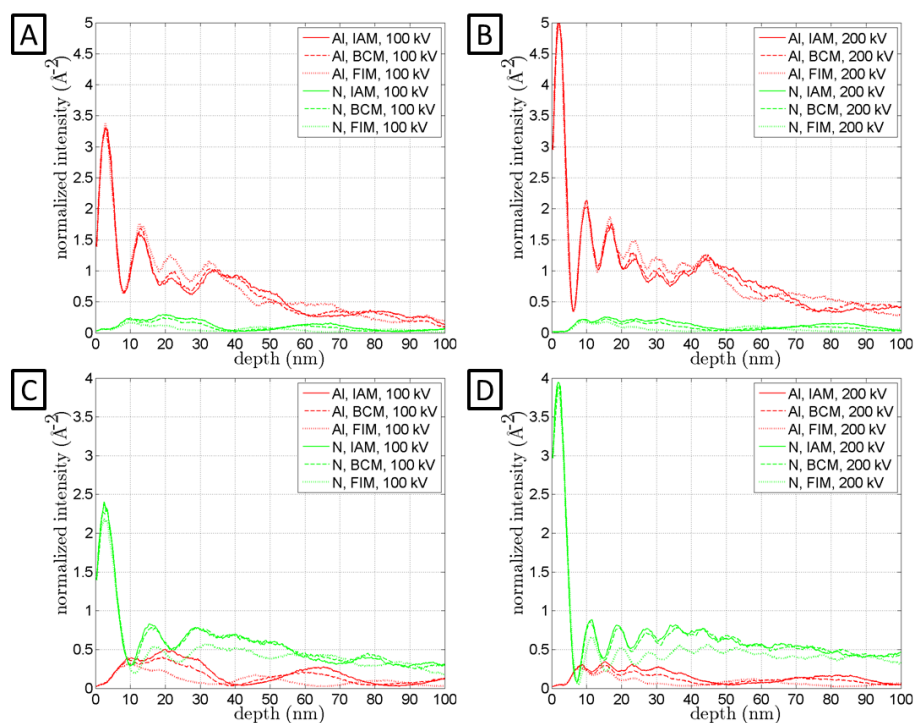 A
normalized intensity (Å-2)
5
4.5
4
3.5
3
2.5
2
1.5
1
0.5
0
Al, IAM, 100 kV
Al, BCM, 100 kV
Al, FIM, 100 kV
N, IAM, 100 kV
N, BCM, 100 kV
N, FIM, 100 kV
0 10 20 30 40 50 60 70 80 90 100
depth (nm)
B
normalized intensity (Å-2)
5
4.5
4
3.5
3
2.5
2
1.5
1
0.5
0
Al, IAM, 200 kV
Al, BCM, 200 kV
Al, FIM, 200 kV
N, IAM, 200 kV
N, BCM, 200 kV
N, FIM, 200 kV
0 10 20 30 40 50 60 70 80 90 100
depth (nm)
C
normalized intensity (Å-2)
4
3.5
3
2.5
2
1.5
1
0.5
0
Al, IAM, 100 kV
Al, BCM, 100 kV
Al, FIM, 100 kV
N, IAM, 100 kV
N, BCM, 100 kV
N, FIM, 100 kV
0 10 20 30 40 50 60 70 80 90 100
depth (nm)
D
normalized intensity (Å-2)
4
3.5
3
2.5
2
1.5
1
0.5
0
Al, IAM, 200 kV
Al, BCM, 200 kV
Al, FIM, 200 kV
N, IAM, 200 kV
N, BCM, 200 kV
N, FIM, 200 kV
0 10 20 30 40 50 60 70 80 90 100
depth (nm)